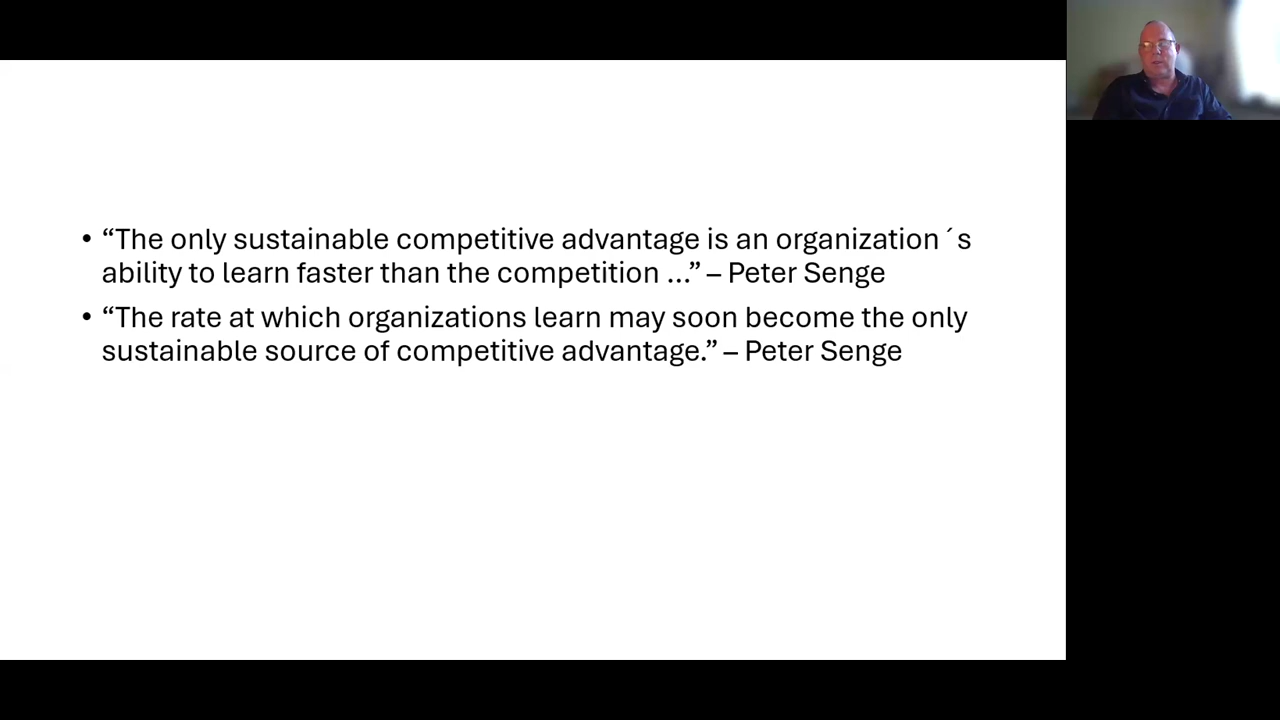 • “The only sustainable competitive advantage is an organization ´s
ability to learn faster than the competition ...” – Peter Senge
• “The rate at which organizations learn may soon become the only
sustainable source of competitive advantage.” – Peter Senge